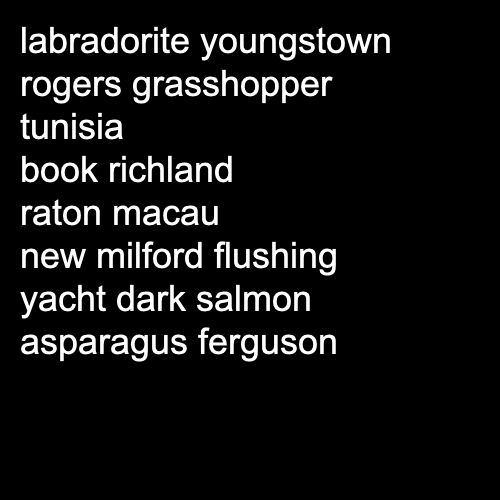 labradorite youngstown
rogers grasshopper
tunisia
book richland
raton macau
new milford flushing
yacht dark salmon
asparagus ferguson